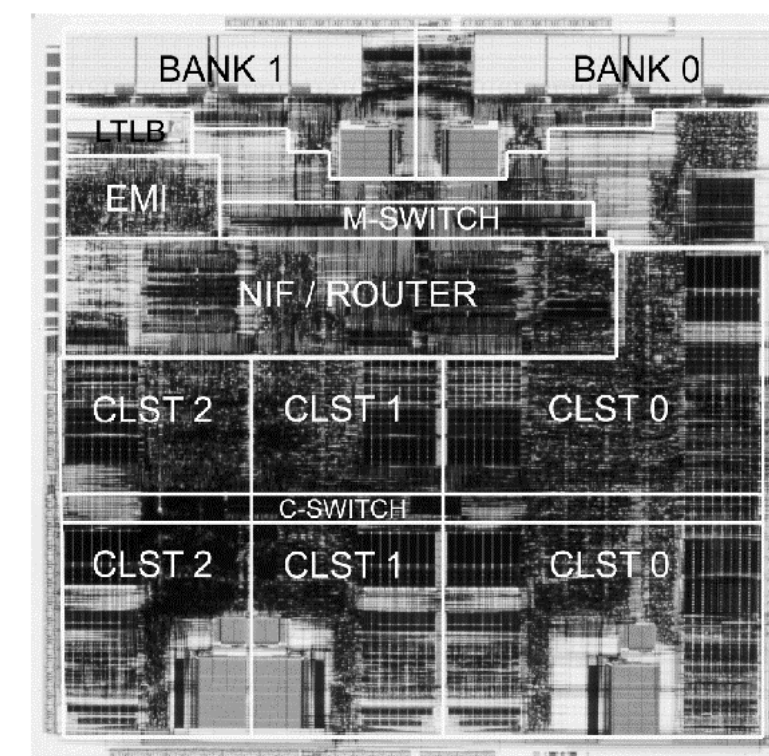 BANK 1 BANK 0
LTLB
EMI
M-SWITCH
NIF / ROUTER
CLST 2 CLST 1 CLST 0
C-SWITCH
CLST 2 CLST 1 CLST 0